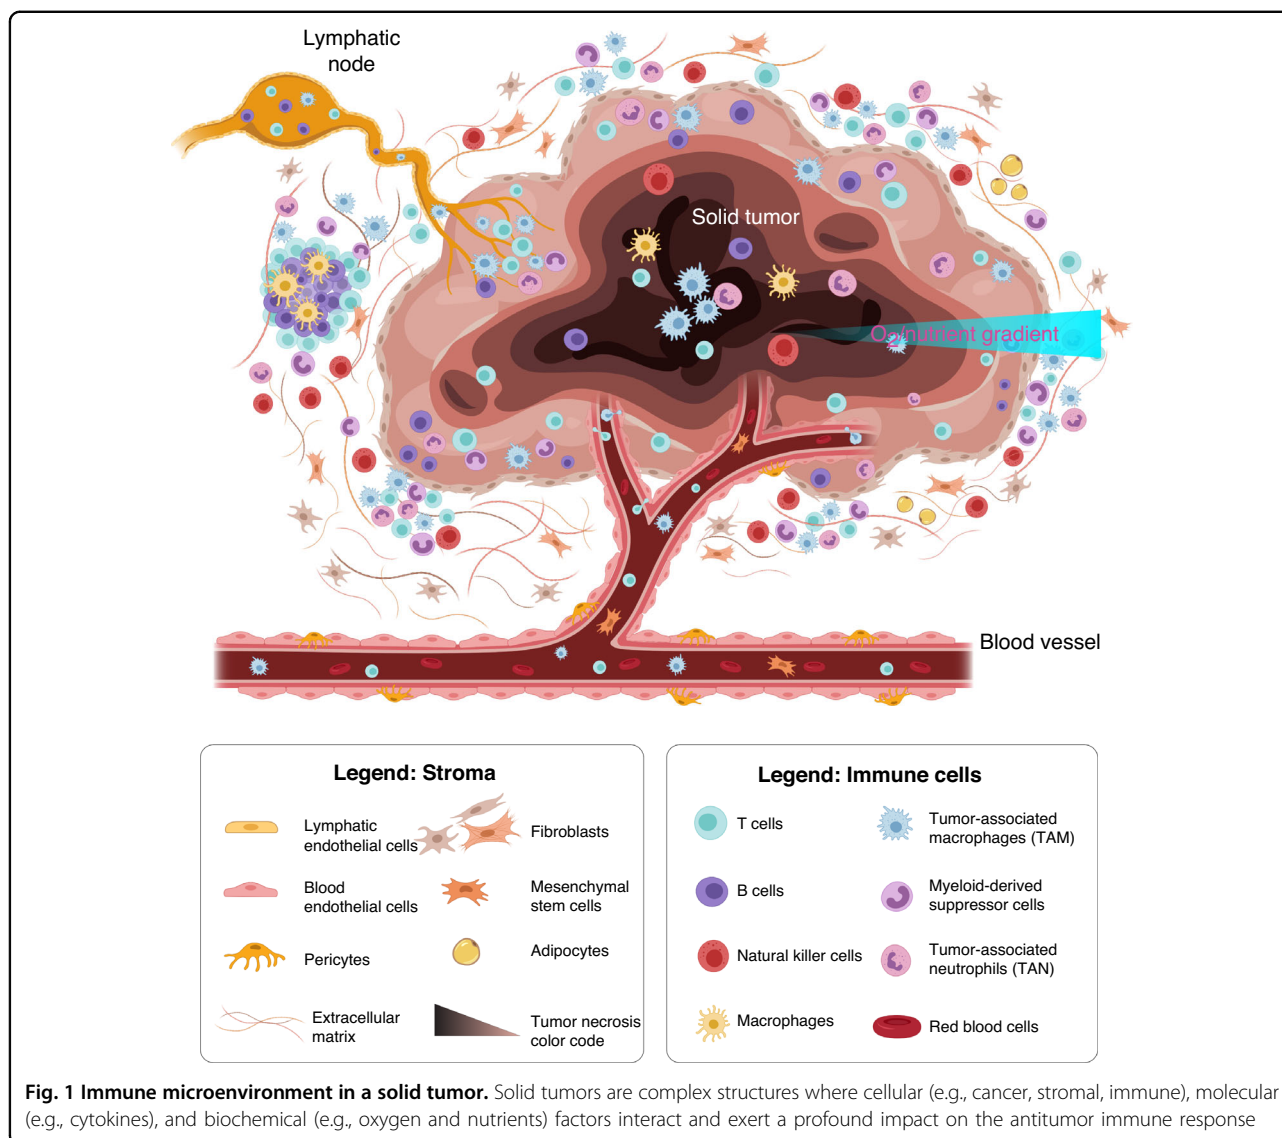 Lymphatic
node
Solid tumor
O2/nutrient gradient
Blood vessel
Legend: Stroma
Lymphatic
endothelial cells
Fibroblasts
Blood
endothelial cells
Mesenchymal
stem cells
Pericytes
Adipocytes
Extracellular
matrix
Tumor necrosis
color code
Legend: Immune cells
T cells
Tumor-associated
macrophages (TAM)
B cells
Myeloid-derived
suppressor cells
Natural killer cells
Tumor-associated
neutrophils (TAN)
Macrophages
Red blood cells
Fig. 1 Immune microenvironment in a solid tumor. Solid tumors are complex structures where cellular (e.g., cancer, stromal, immune), molecular
(e.g., cytokines), and biochemical (e.g., oxygen and nutrients) factors interact and exert a profound impact on the antitumor immune response